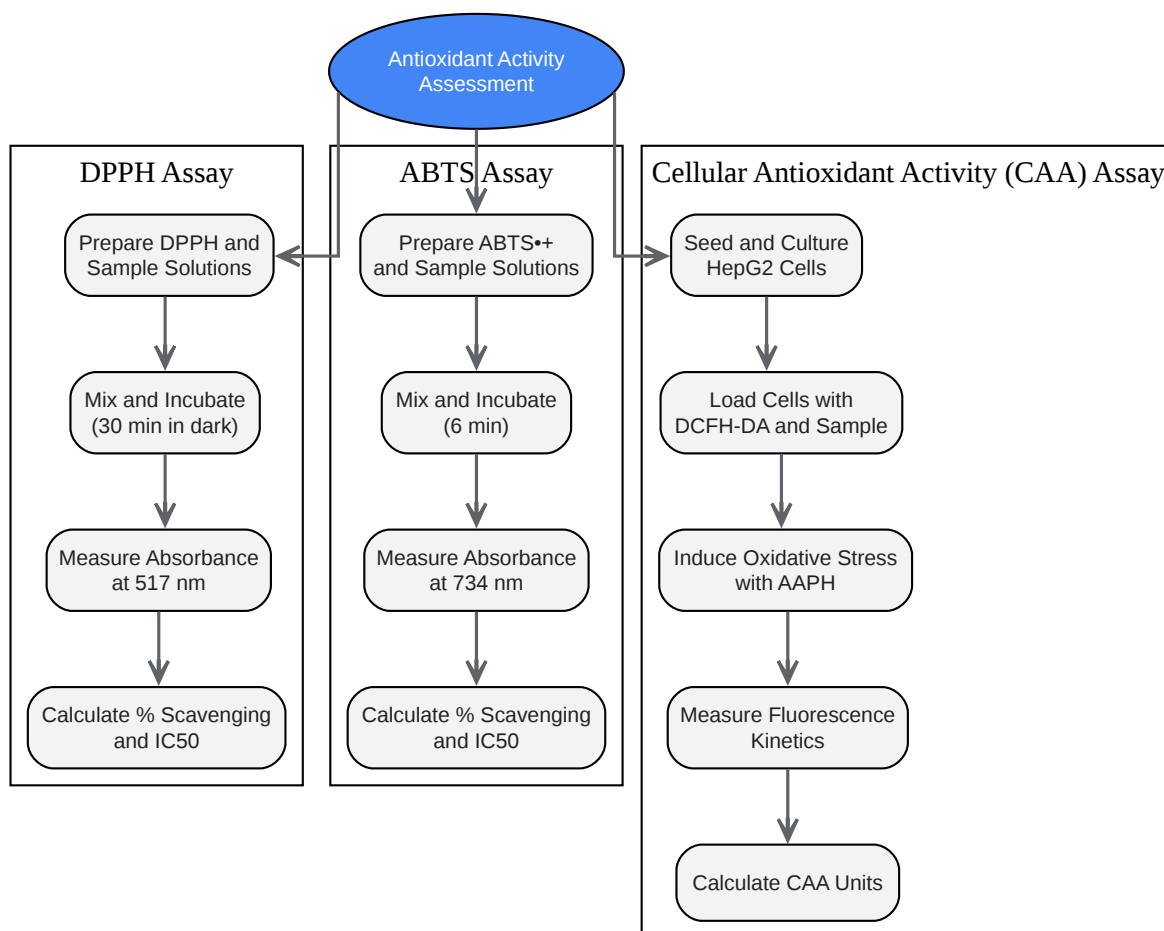 Antioxidant Activity
Assessment
DPPH Assay
Prepare DPPH and
Sample Solutions
Mix and Incubate
(30 min in dark)
Measure Absorbance
at 517 nm
Calculate % Scavenging
and IC50
ABTS Assay
Prepare ABTS•+
and Sample Solutions
Mix and Incubate
(6 min)
Measure Absorbance
at 734 nm
Calculate % Scavenging
and IC50
Cellular Antioxidant Activity (CAA) Assay
Seed and Culture
HepG2 Cells
Load Cells with
DCFH-DA and Sample
Induce Oxidative Stress
with AAPH
Measure Fluorescence
Kinetics
Calculate CAA Units